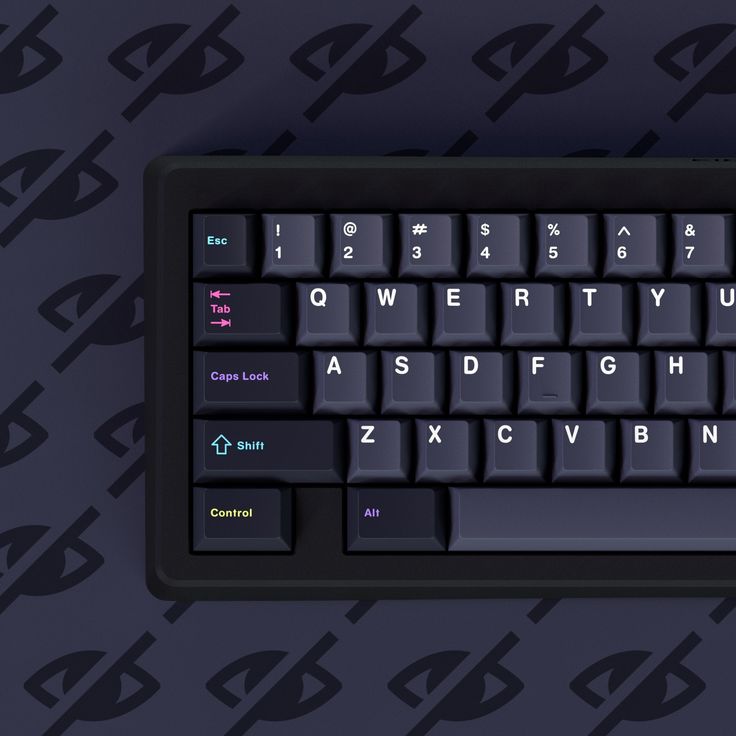 Esc ! @ # $ % ^ &
1 2 3 4 5 6 7
Tab Q W E R T Y U
Caps Lock A S D F G H
Shift Z X C V B N
Control Alt